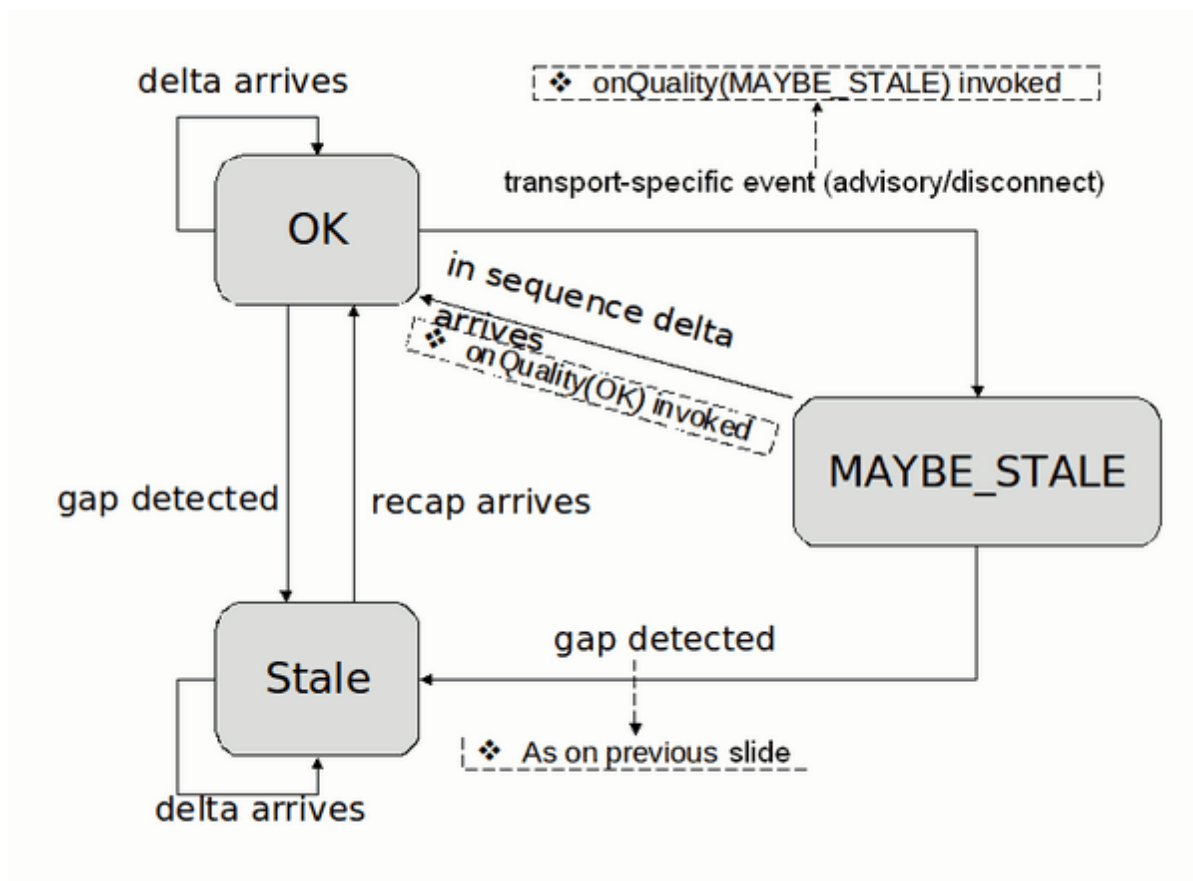 delta arrives
❖ onQuality(MAYBE_STALE) invoked
transport-specific event (advisory/disconnect)
OK
in sequence delta
arrives
❖ onQuality(OK) invoked
MAYBE_STALE
gap detected
recap arrives
gap detected
Stale
❖ As on previous slide
delta arrives